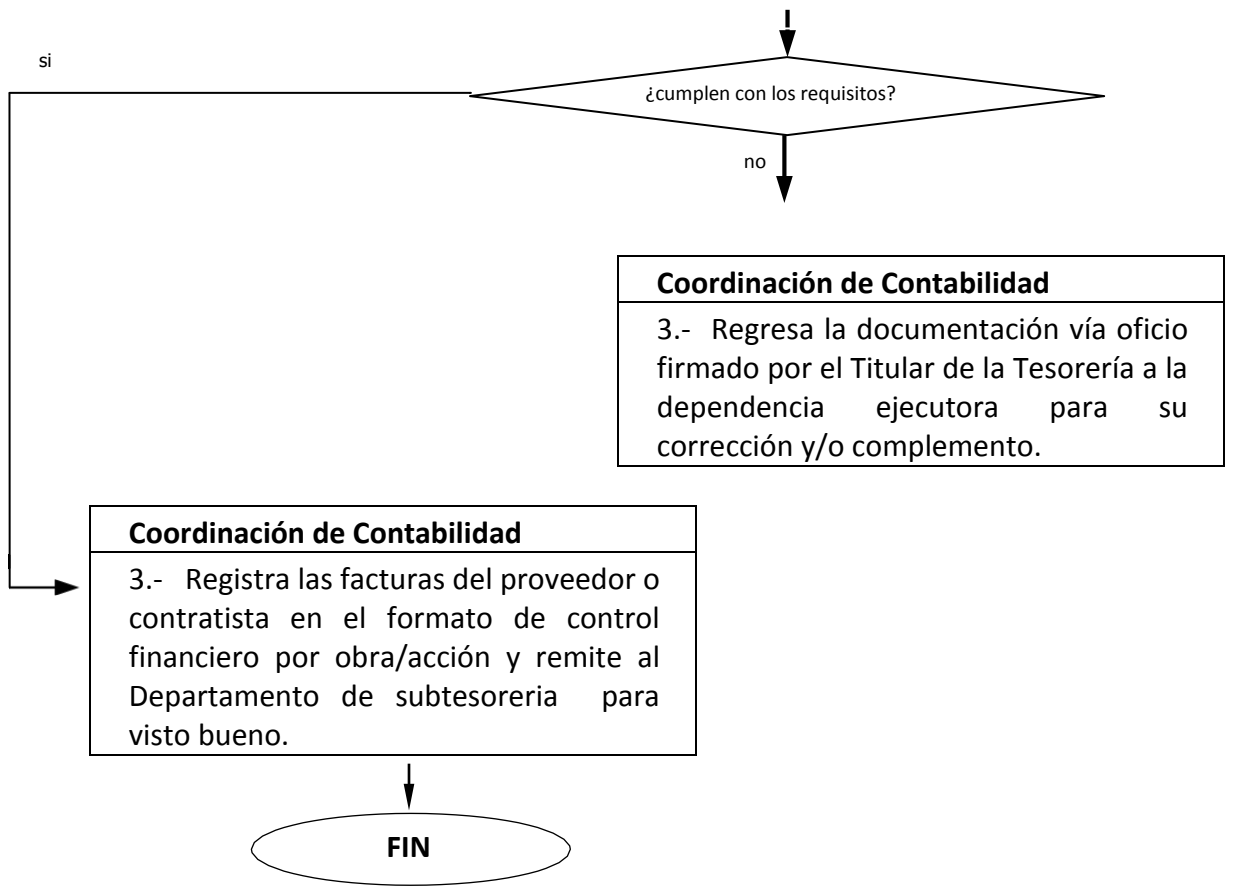 si
¿cumplen con los requisitos?
no
Coordinación de Contabilidad
3.- Regresa la documentación vía oficio
firmado por el Titular de la Tesorería a la
dependencia ejecutora para su
corrección y/o complemento.
Coordinación de Contabilidad
3.- Registra las facturas del proveedor o
contratista en el formato de control
financiero por obra/acción y remite al
Departamento de subtesoreria para
visto bueno.
FIN